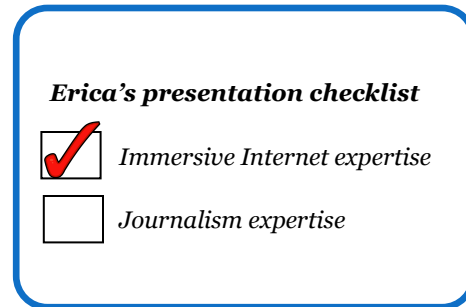 Erica’s presentation checklist
Immersive Internet expertise
Journalism expertise